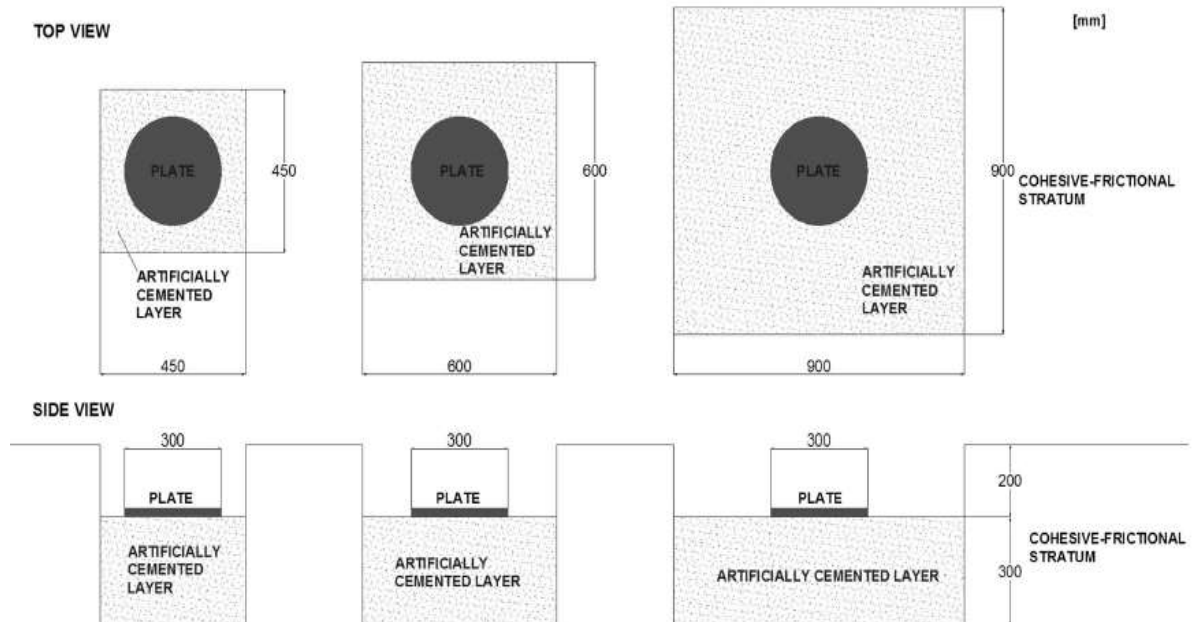 TOP VIEW
[mm]
PLATE
450
ARTIFICIALLY
CEMENTED
LAYER
450
PLATE
600
ARTIFICIALLY
CEMENTED
LAYER
600
PLATE
900
COHESIVE-FRICTIONAL
STRATUM
ARTIFICIALLY
CEMENTED
LAYER
900
SIDE VIEW
300
PLATE
ARTIFICIALLY
CEMENTED
LAYER
300
PLATE
ARTIFICIALLY
CEMENTED LAYER
300
PLATE
ARTIFICIALLY CEMENTED LAYER
200
300
COHESIVE-FRICTIONAL
STRATUM